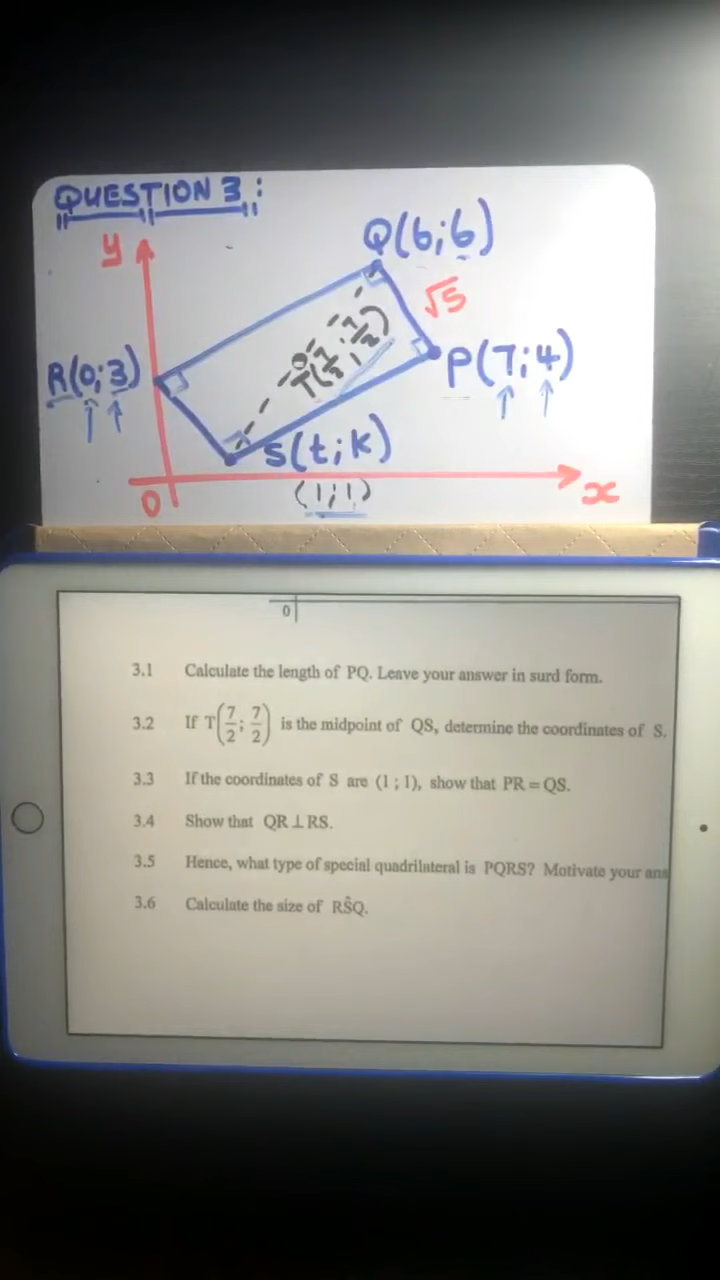 QUESTION 3:
y
Q(6;6)
√5
R(0;3)
T(7/2;7/2)
P(7;4)
S(t;k)
(1;1)
0
x
0
3.1 Calculate the length of PQ. Leave your answer in surd form.
3.2 If T(7/2;7/2) is the midpoint of QS, determine the coordinates of S.
3.3 If the coordinates of S are (1;1), show that PR = QS.
3.4 Show that QR ⊥ RS.
3.5 Hence, what type of special quadrilateral is PQRS? Motivate your ans
3.6 Calculate the size of RŜQ.